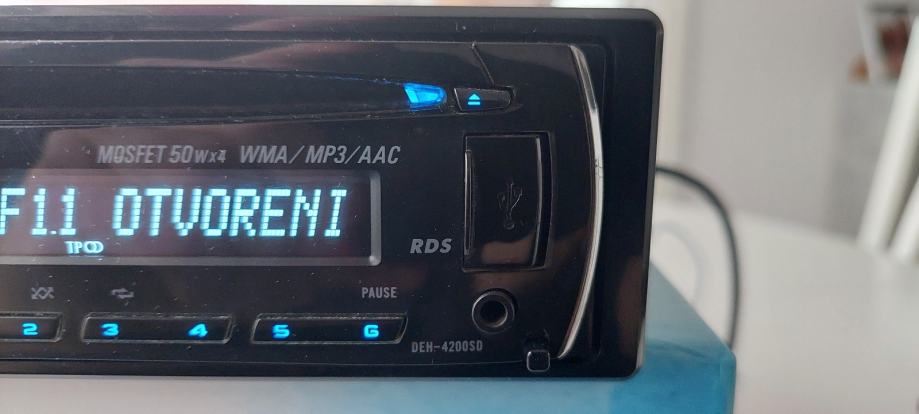 MOSFET 50Wx4 WMA/MP3/AAC
F1.1 OTVORENI
TP
RDS
PAUSE
2 3 4 5 6
DEH-4200SD